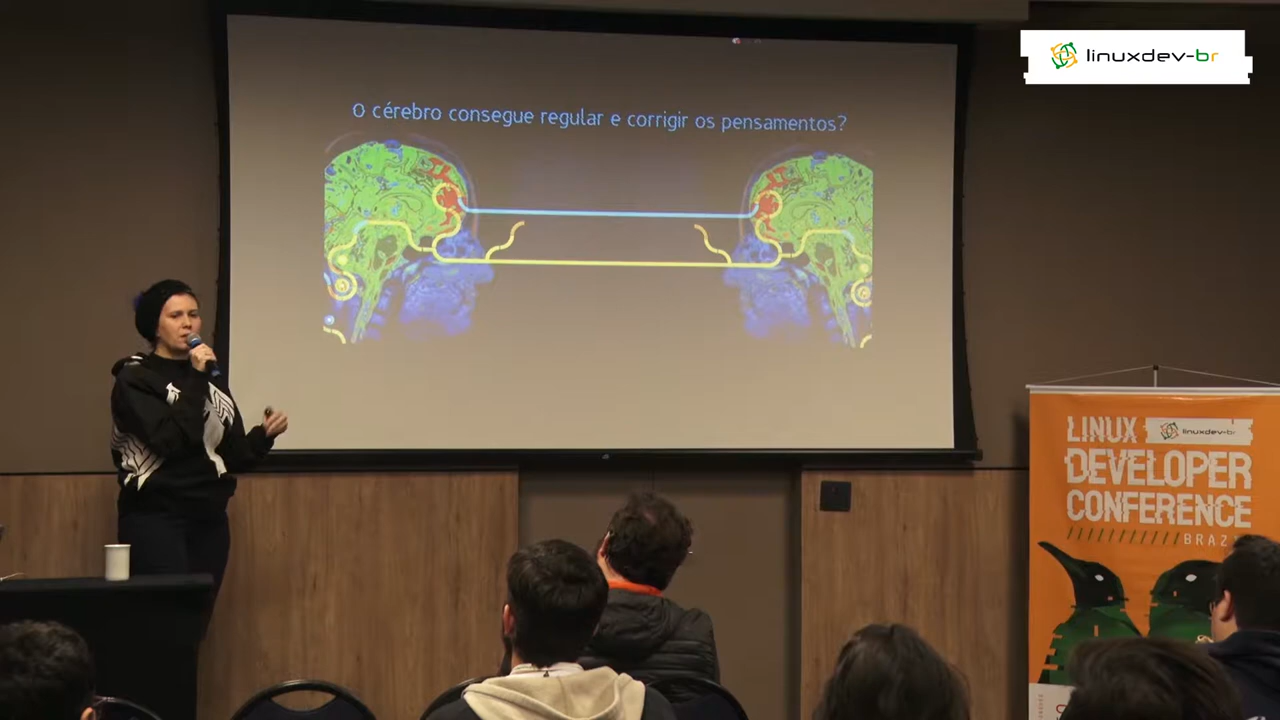 linuxdev-br
O cérebro consegue regular e corrigir os pensamentos?
LINUX
linuxdev-br
DEVELOPER
CONFERENCE
BRAZ